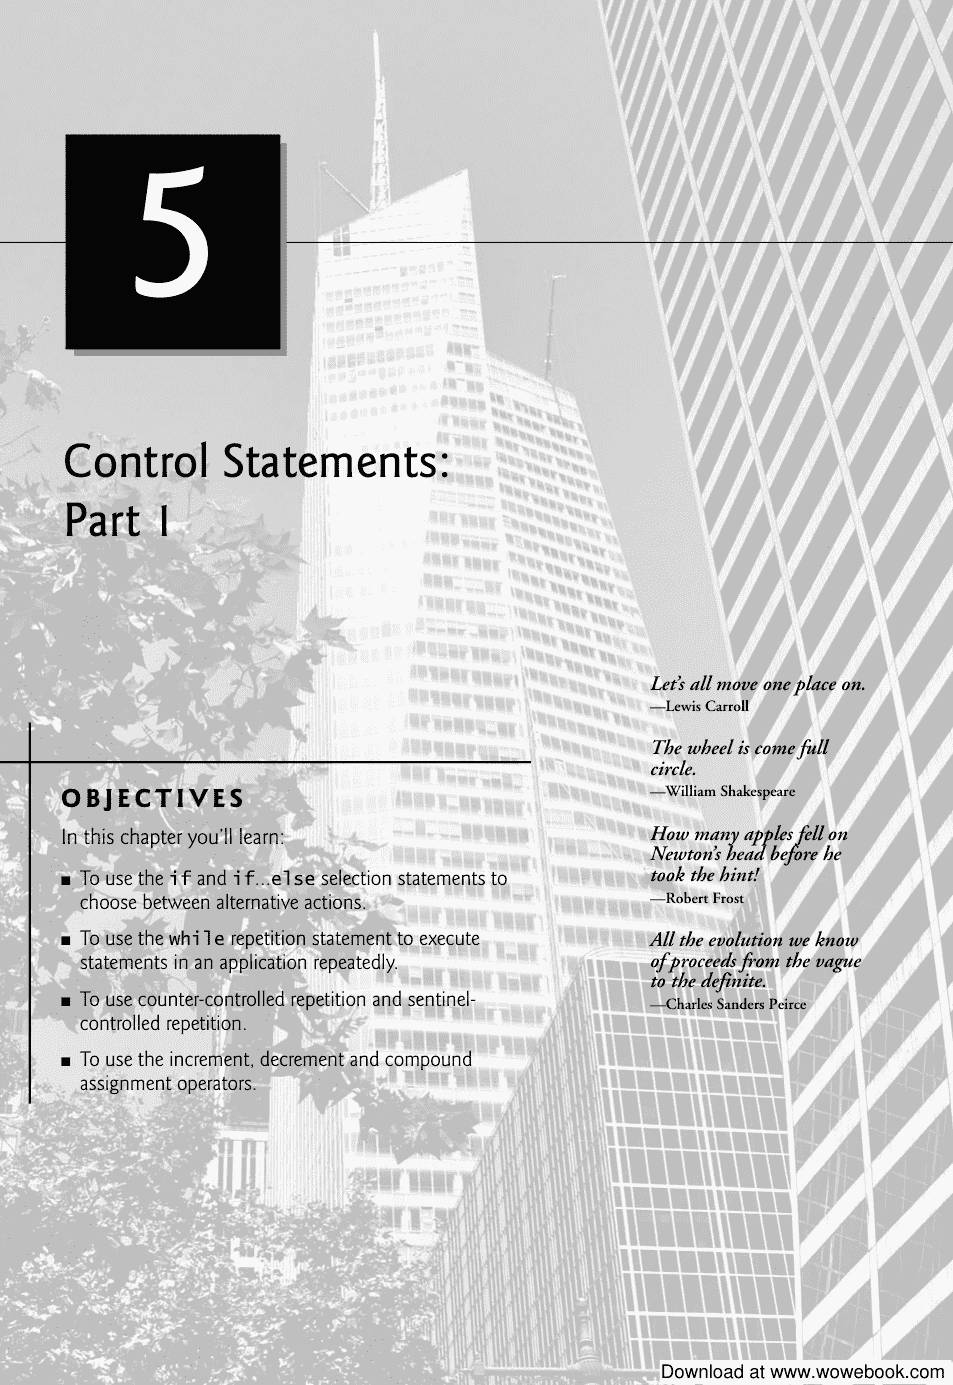 5
Control Statements:
Part 1
Let's all move one place on.
—Lewis Carroll
The wheel is come full
circle.
—William Shakespeare
How many apples fell on
Newton's head before he
took the hint!
—Robert Frost
All the evolution we know
of proceeds from the vague
to the definite.
—Charles Sanders Peirce
OBJECTIVES
In this chapter you'll learn:
■ To use the if and if...else selection statements to
choose between alternative actions.
■ To use the while repetition statement to execute
statements in an application repeatedly.
■ To use counter-controlled repetition and sentinel-
controlled repetition.
■ To use the increment, decrement and compound
assignment operators.
Download at www.wowebook.com